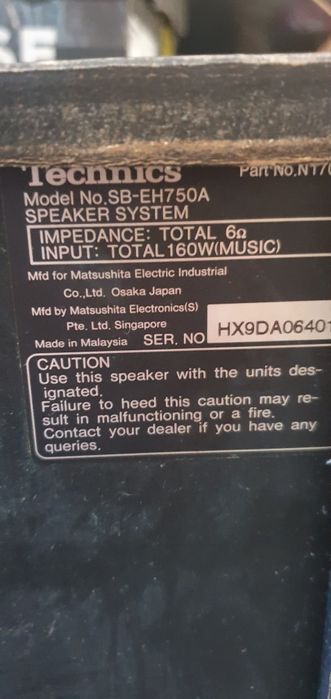 SE
Technics
Part No.N170
Model No.SB-EH750A
SPEAKER SYSTEM
IMPEDANCE: TOTAL 6Ω
INPUT: TOTAL 160W(MUSIC)
Mfd for Matsushita Electric Industrial
Co.,Ltd. Osaka Japan
Mfd by Matsushita Electronics(S)
Pte. Ltd. Singapore
Made in Malaysia SER. NO HX9DA06401
CAUTION
Use this speaker with the units des-
ignated.
Failure to heed this caution may re-
sult in malfunctioning or a fire.
Contact your dealer if you have any
queries.